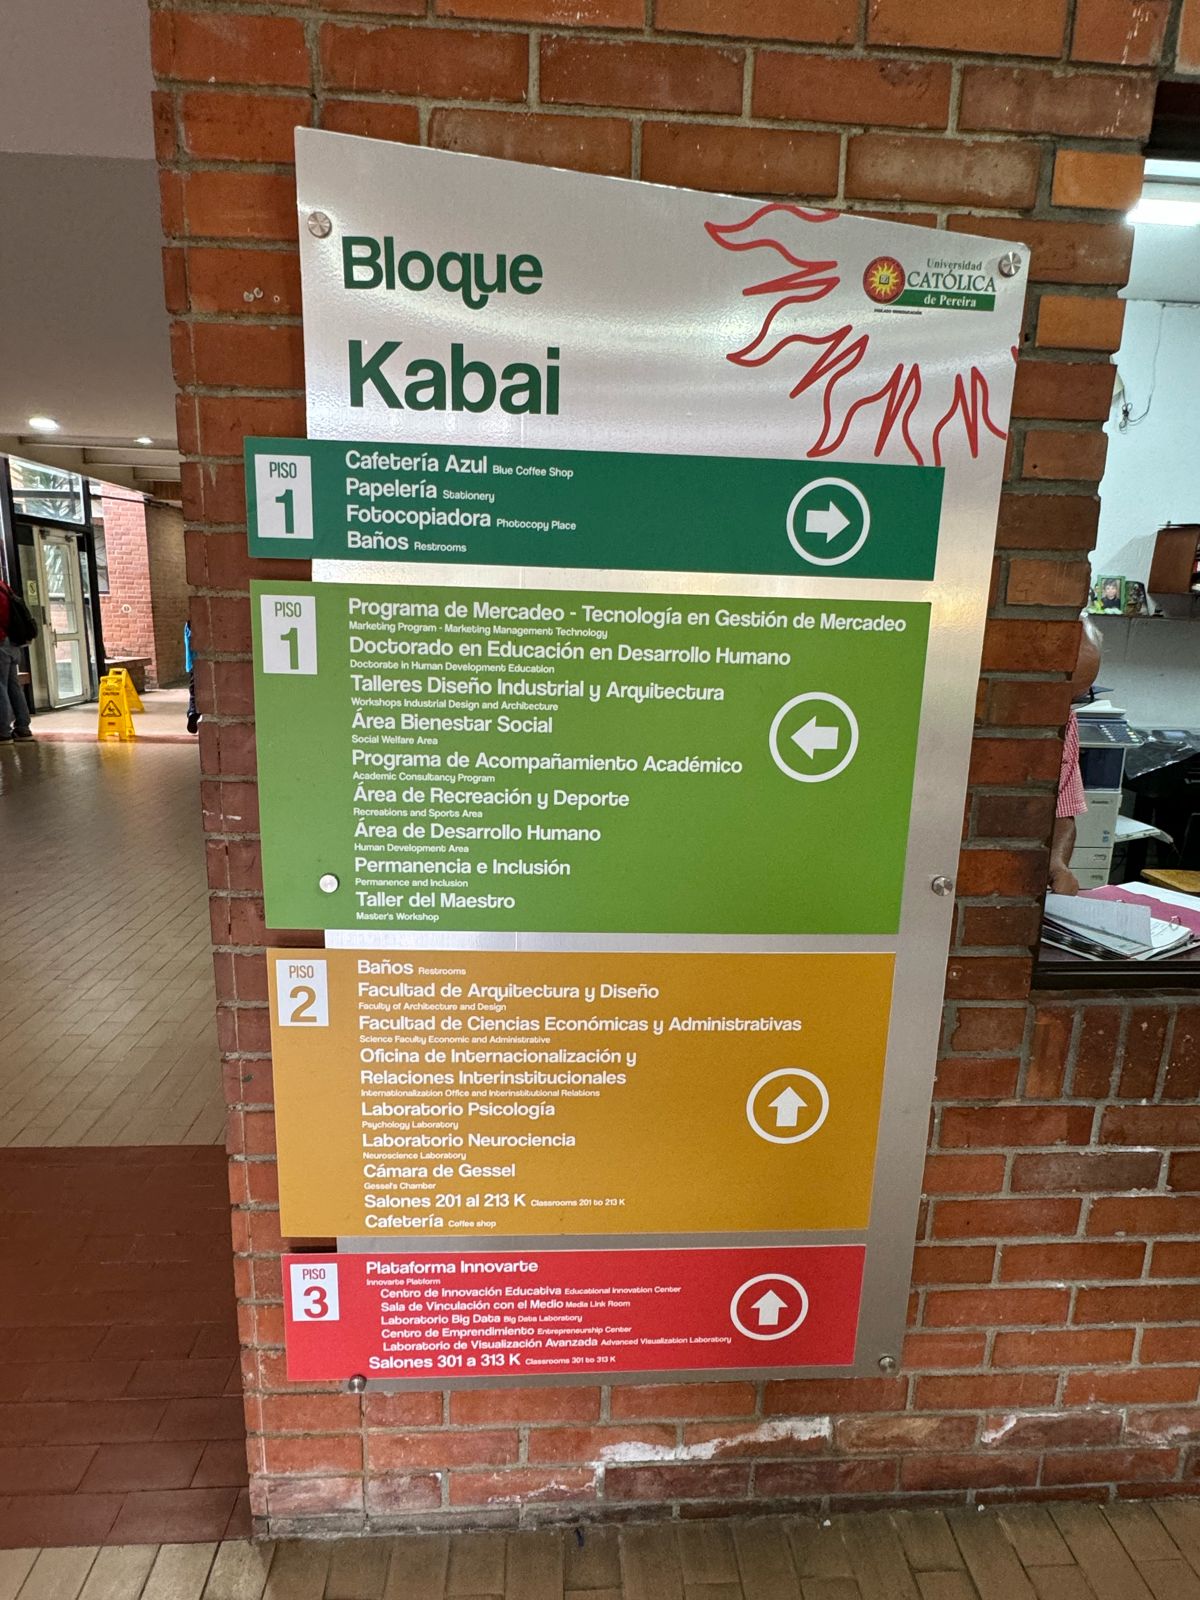 Bloque
Kabai
Universidad
CATÓLICA
de Pereira
PISO
1
Cafetería Azul Blue Coffee Shop
Papelería Stationery
Fotocopiadora Photocopy Place
Baños Restrooms
PISO
1
Programa de Mercadeo - Tecnología en Gestión de Mercadeo
Marketing Program - Marketing Management Technology
Doctorado en Educación en Desarrollo Humano
Doctorate in Human Development Education
Talleres Diseño Industrial y Arquitectura
Workshops Industrial Design and Architecture
Área Bienestar Social
Social Welfare Area
Programa de Acompañamiento Académico
Academic Consultancy Program
Área de Recreación y Deporte
Recreations and Sports Area
Área de Desarrollo Humano
Human Development Area
Permanencia e Inclusión
Permanence and Inclusion
Taller del Maestro
Master's Workshop
PISO
2
Baños Restrooms
Facultad de Arquitectura y Diseño
Faculty of Architecture and Design
Facultad de Ciencias Económicas y Administrativas
Science Faculty Economic and Administrative
Oficina de Internacionalización y
Relaciones Interinstitucionales
Internationalization Office and Interinstitutional Relations
Laboratorio Psicología
Psychology Laboratory
Laboratorio Neurociencia
Neuroscience Laboratory
Cámara de Gessel
Gessel's Chamber
Salones 201 al 213 K Classrooms 201 to 213 K
Cafetería Coffee shop
PISO
3
Plataforma Innovarte
Innovarte Platform
Centro de Innovación Educativa Educational Innovation Center
Sala de Vinculación con el Medio Media Link Room
Laboratorio Big Data Big Data Laboratory
Centro de Emprendimiento Entrepreneurship Center
Laboratorio de Visualización Avanzada Advanced Visualization Laboratory
Salones 301 a 313 K Classrooms 301 to 313 K